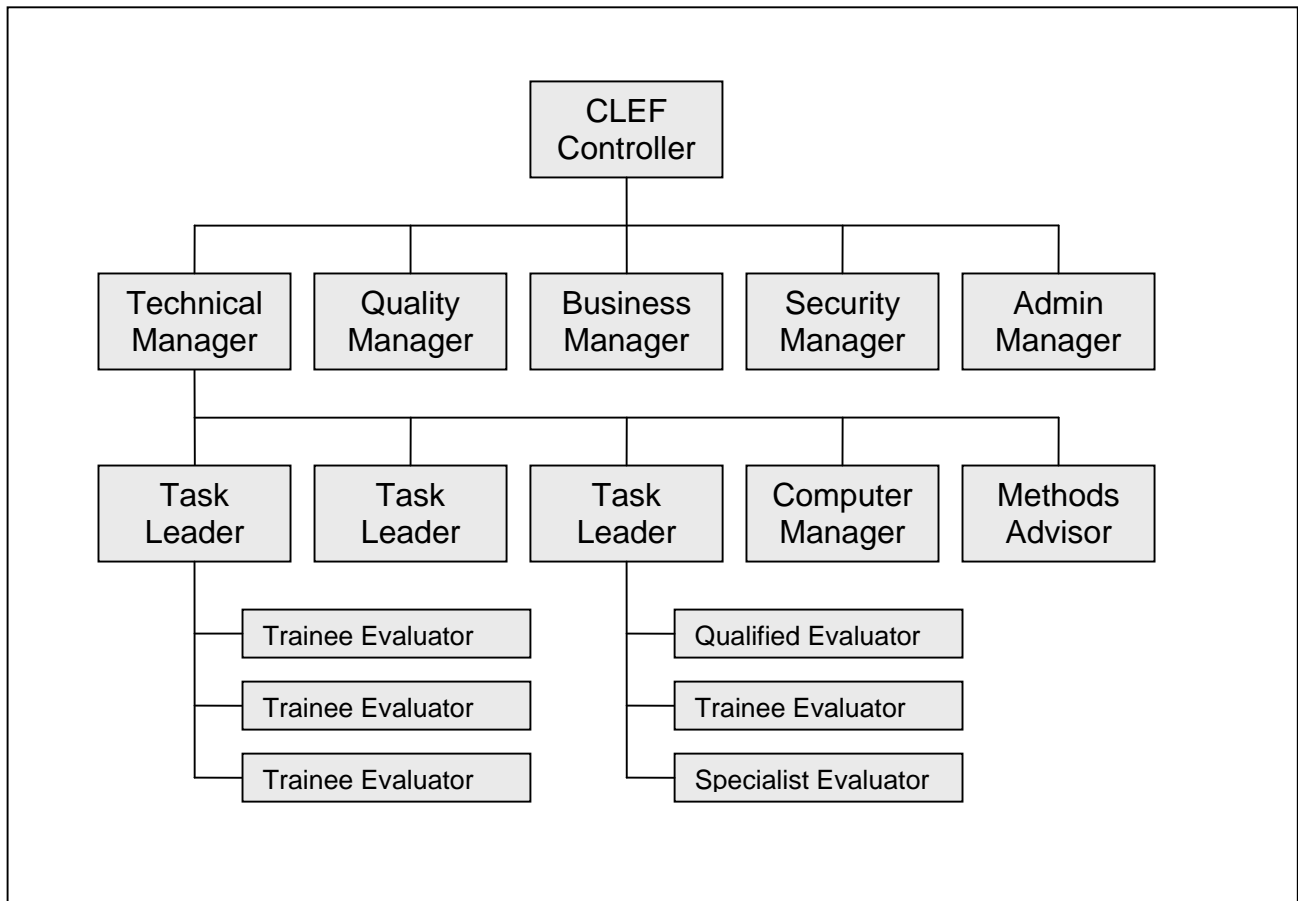 CLEF
Controller
Technical
Manager
Quality
Manager
Business
Manager
Security
Manager
Admin
Manager
Task
Leader
Task
Leader
Task
Leader
Computer
Manager
Methods
Advisor
Trainee Evaluator
Trainee Evaluator
Trainee Evaluator
Qualified Evaluator
Trainee Evaluator
Specialist Evaluator